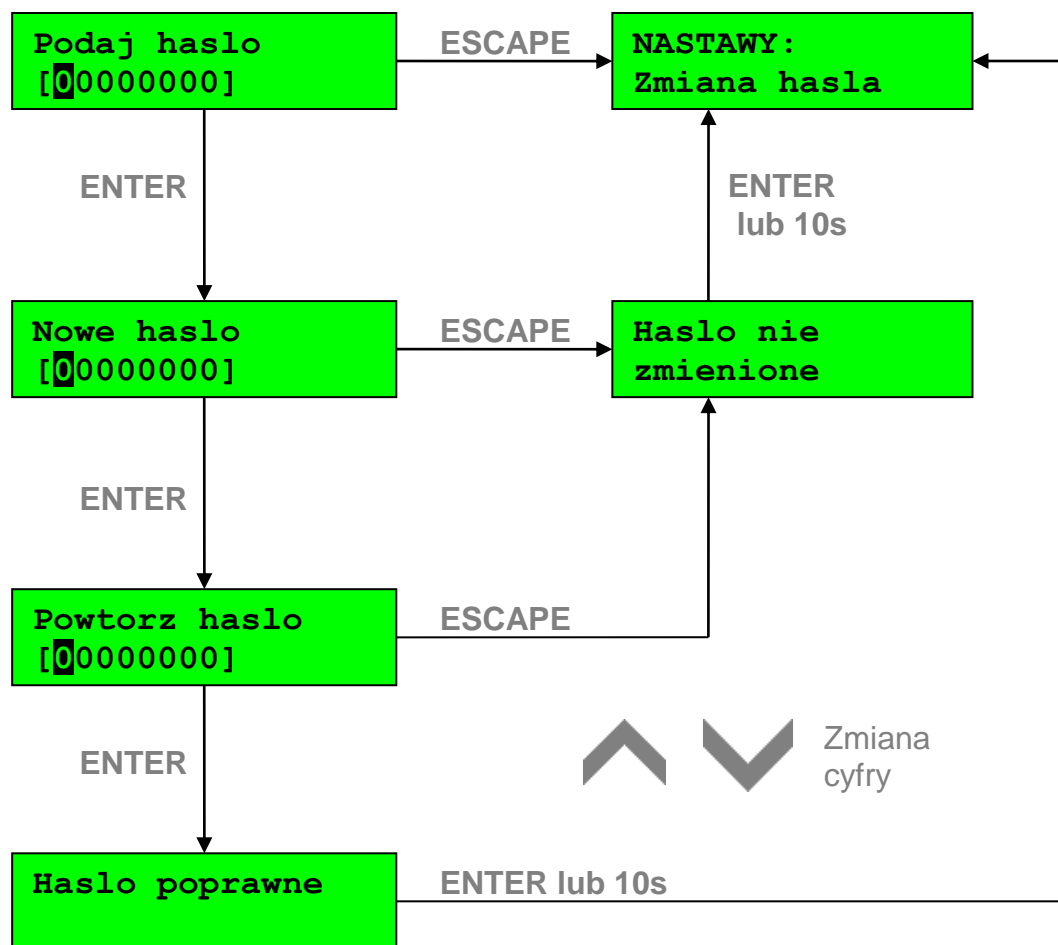 Podaj haslo
[00000000]
ESCAPE
NASTAWY:
Zmiana hasla
ENTER
ENTER
lub 10s
Nowe haslo
[00000000]
ESCAPE
Haslo nie
zmienione
ENTER
Powtorz haslo
[00000000]
ESCAPE
Zmiana
cyfry
ENTER
Haslo poprawne
ENTER lub 10s